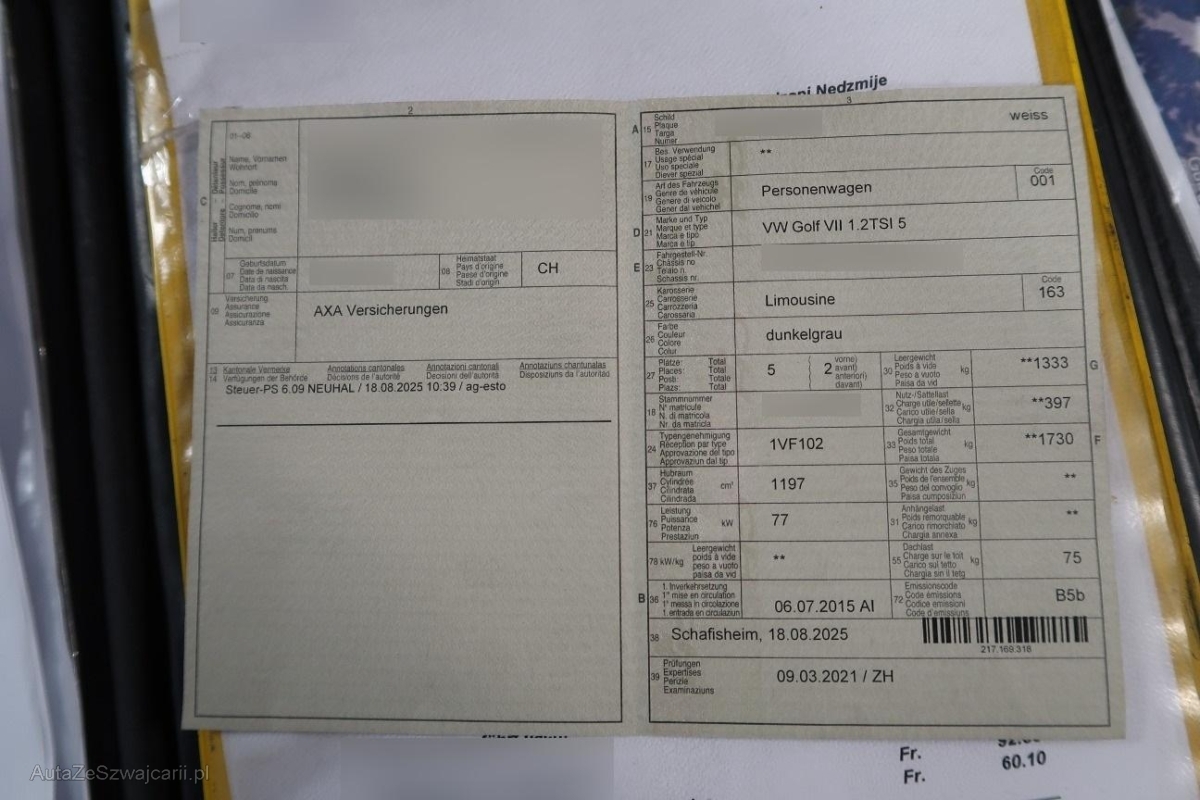 Nedzmije
2
01-06
Name, Vornamen
Wohnort
Nom, prénoms
Domicile
Cognome, nomi
Domicilio
Num, prenums
Domicil
C
07
Geburtsdatum
Date de naissance
Data di nascita
Data da nasch.
08
Heimatstaat
Pays d'origine
Paese d'origine
Stadi d'origin
CH
09
Versicherung
Assurance
Assicurazione
Assicuranza
AXA Versicherungen
13
14
Kantonale Vermerke
Verfügungen der Behörde
Annotations cantonales
Décisions de l'autorité
Annotazioni cantonali
Decisioni dell'autorità
Annotaziuns chantunalas
Disposiziuns da l'autoritad
Steuer-PS 6.09 NEUHAL / 18.08.2025 10:39 / ag-esto
3
A 15
Schild
Plaque
Targa
Numer
weiss
17
Bes. Verwendung
Usage spécial
Uso speciale
Diever spezial
**
19
Art des Fahrzeugs
Genre de véhicule
Genere di veicolo
Gener dal vehichel
Personenwagen
Code
001
D 21
Marke und Typ
Marque et type
Marca e tipo
Marca e tip
VW Golf VII 1.2TSI 5
E 23
Fahrgestell-Nr.
Châssis no
Telaio n.
Schassis nr.
25
Karosserie
Carrosserie
Carrozzeria
Carossaria
Limousine
Code
163
26
Farbe
Couleur
Colore
Colur
dunkelgrau
27
Plätze: Total
Places: Total
Posti: Totale
Plazs: Total
5
( 2 vorne)
avant)
anteriori)
davant)
30
Leergewicht
Poids à vide
Peso a vuoto
Paisa da vid
kg
**1333
G
18
Stammnummer
N° matricule
N. di matricola
Nr. da matricla
32
Nutz-/Sattellast
Charge utile/sellette
Carico utile/sella
Chargia utila/sella
kg
**397
24
Typengenehmigung
Réception par type
Approvazione del tipo
Approvaziun dal tip
1VF102
33
Gesamtgewicht
Poids total
Peso totale
Paisa totala
kg
**1730
F
37
Hubraum
Cylindrée
Cilindrata
Cilindrada
cm³
1197
35
Gewicht des Zuges
Poids de l'ensemble
Peso del convoglio
Paisa cumposiziun
kg
**
76
Leistung
Puissance
Potenza
Prestaziun
kW
77
31
Anhängelast
Poids remorquable
Carico rimorchiato
Chargia annexa
kg
**
78 kW/kg
Leergewicht
poids à vide
peso a vuoto
paisa da vid
**
55
Dachlast
Charge sur le toit
Carico sul tetto
Chargia sin il tetg
kg
75
B 36
1. Inverkehrsetzung
1re mise en circulation
1a messa in circolazione
1. entrada en circulaziun
06.07.2015 AI
72
Emissionscode
Code émissions
Codice emissioni
Code d'emissiuns
B5b
38
Schafisheim, 18.08.2025
217.169.318
39
Prüfungen
Expertises
Perizie
Examinaziuns
09.03.2021 / ZH
Fr.
Fr. 60.10
AutaZeSzwajcarii.pl